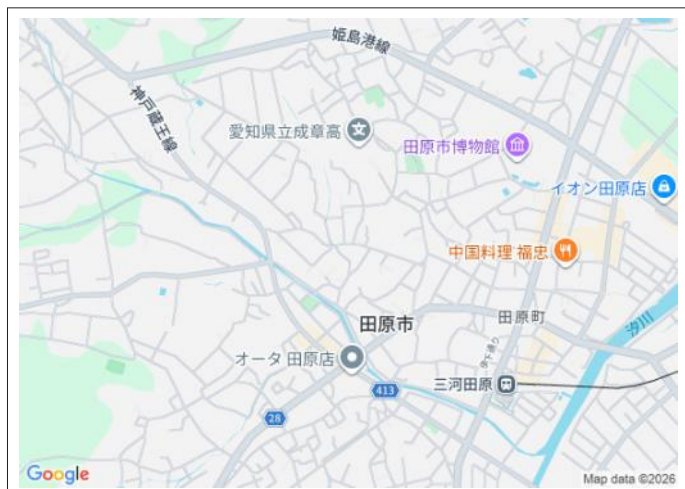 姫島港線
神戸蔵王線
愛知県立成章高
田原市博物館
イオン田原店
中国料理 福忠
汐川
田原町
田原市
オータ 田原店
三河田原
413
28
Google
Map data ©2026